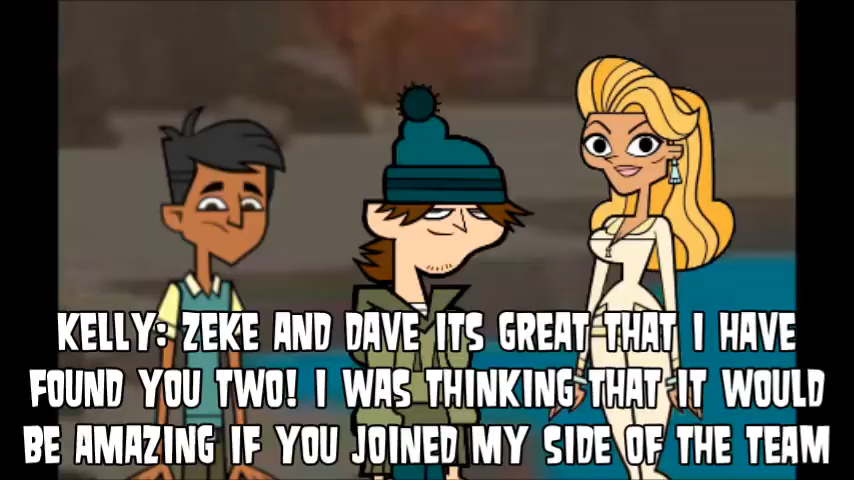 KELLY: ZEKE AND DAVE ITS GREAT THAT I HAVE
FOUND YOU TWO! I WAS THINKING THAT IT WOULD
BE AMAZING IF YOU JOINED MY SIDE OF THE TEAM